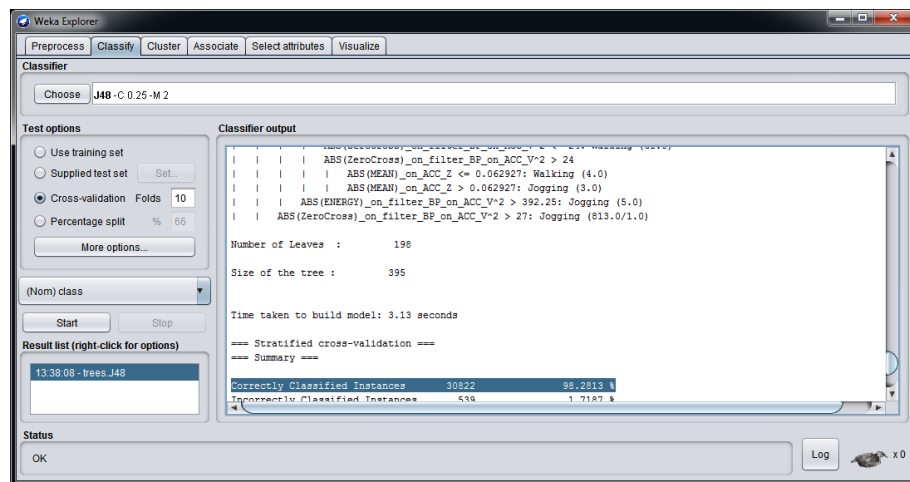 Weka Explorer
Preprocess Classify Cluster Associate Select attributes Visualize
Classifier
Choose J48 -C 0.25 -M 2
Test options
Use training set
Supplied test set Set...
Cross-validation Folds 10
Percentage split % 66
More options...
(Nom) class
Start Stop
Result list (right-click for options)
13:38:08 - trees.J48
Classifier output
| | | | ABS(ZeroCross)_on_filter_BP_on_ACC_V^2 > 24
| | | | | ABS(MEAN)_on_ACC_Z <= 0.062927: Walking (4.0)
| | | | | ABS(MEAN)_on_ACC_Z > 0.062927: Jogging (3.0)
| | | ABS(ENERGY)_on_filter_BP_on_ACC_V^2 > 392.25: Jogging (5.0)
| | ABS(ZeroCross)_on_filter_BP_on_ACC_V^2 > 27: Jogging (813.0/1.0)
Number of Leaves : 198
Size of the tree : 395
Time taken to build model: 3.13 seconds
=== Stratified cross-validation ===
=== Summary ===
Correctly Classified Instances 30822 98.2813 %
Incorrectly Classified Instances 539 1.7187 %
Status
OK
Log
x 0